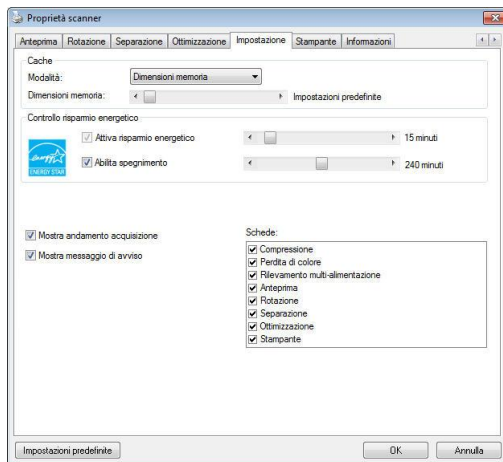 Proprietà scanner
Anteprima Rotazione Separazione Ottimizzazione Impostazione Stampante Informazioni
Cache
Modalità: Dimensioni memoria
Dimensioni memoria: Impostazioni predefinite
Controllo risparmio energetico
Attiva risparmio energetico 15 minuti
Abilita spegnimento 240 minuti
energy
ENERGY STAR
Mostra andamento acquisizione
Mostra messaggio di avviso
Schede:
Compressione
Perdita di colore
Rilevamento multi-alimentazione
Anteprima
Rotazione
Separazione
Ottimizzazione
Stampante
Impostazioni predefinite OK Annulla